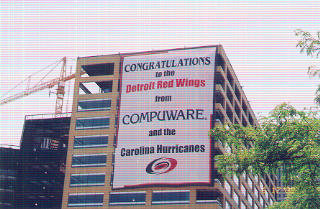 CONGRATULATIONS
to the
Detroit Red Wings
from
COMPUWARE.
and the
Carolina Hurricanes